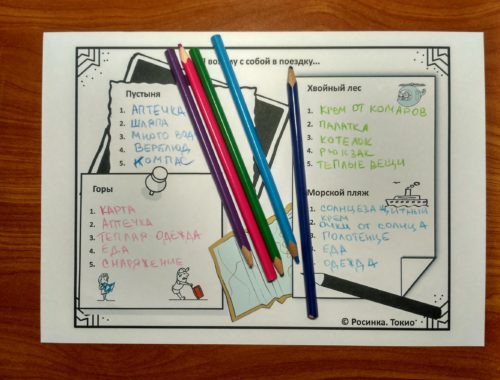 возьму с собой в поездку...
Пустыня
1. АПТЕЧКА
2. ШЛЯПА
3. МНОГО ВОДЫ
4. ВЕРБЛЮД
5. КОМПАС
Горы
1. КАРТА
2. АПТЕЧКА
3. ТЕПЛАЯ ОДЕЖДА
4. ЕДА
5. СНАРЯЖЕНИЕ
Хвойный лес
1. КРЕМ ОТ КОМАРОВ
2. ПАЛАТКА
3. КОТЕЛОК
4. РЮКЗАК
5. ТЕПЛЫЕ ВЕЩИ
Морской пляж
1. СОЛНЦЕЗАЩИТНЫЙ
КРЕМ
2. ОЧКИ ОТ СОЛНЦА
3. ПОЛОТЕНЦЕ
ЕДА
ОДЕЖДА
© Росинка. Токио